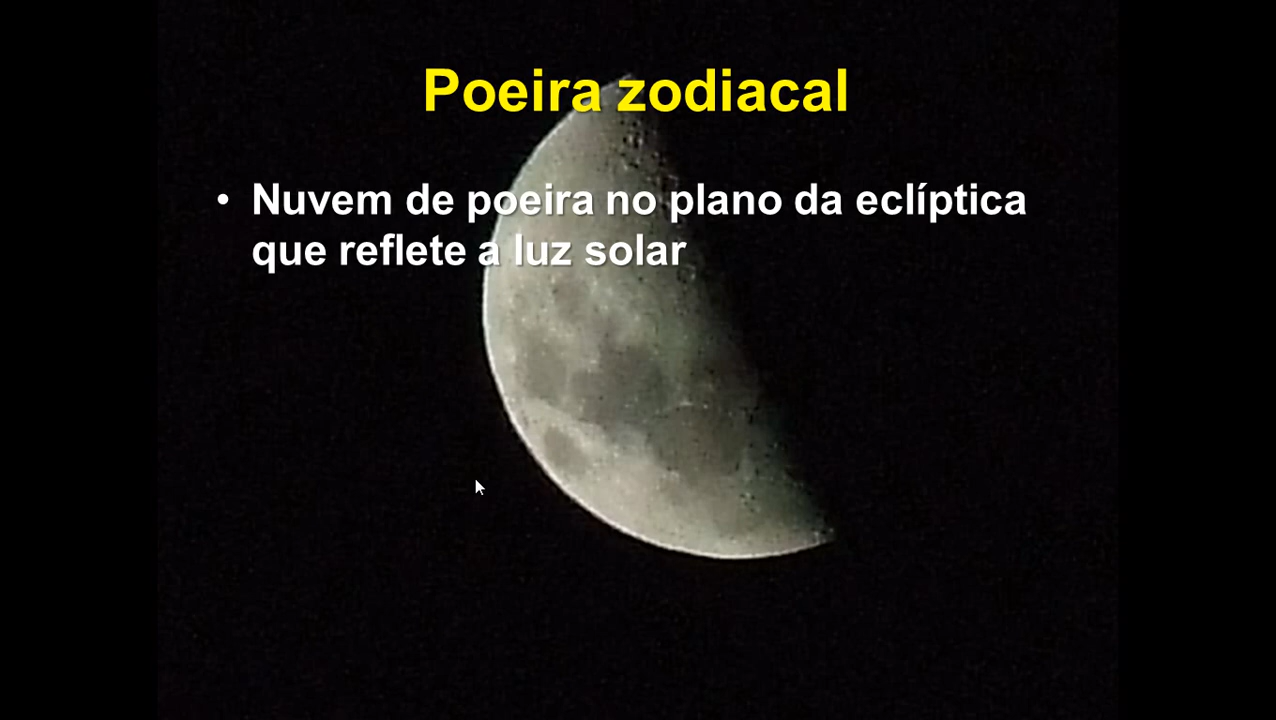 Poeira zodiacal
• Nuvem de poeira no plano da eclíptica
que reflete a luz solar